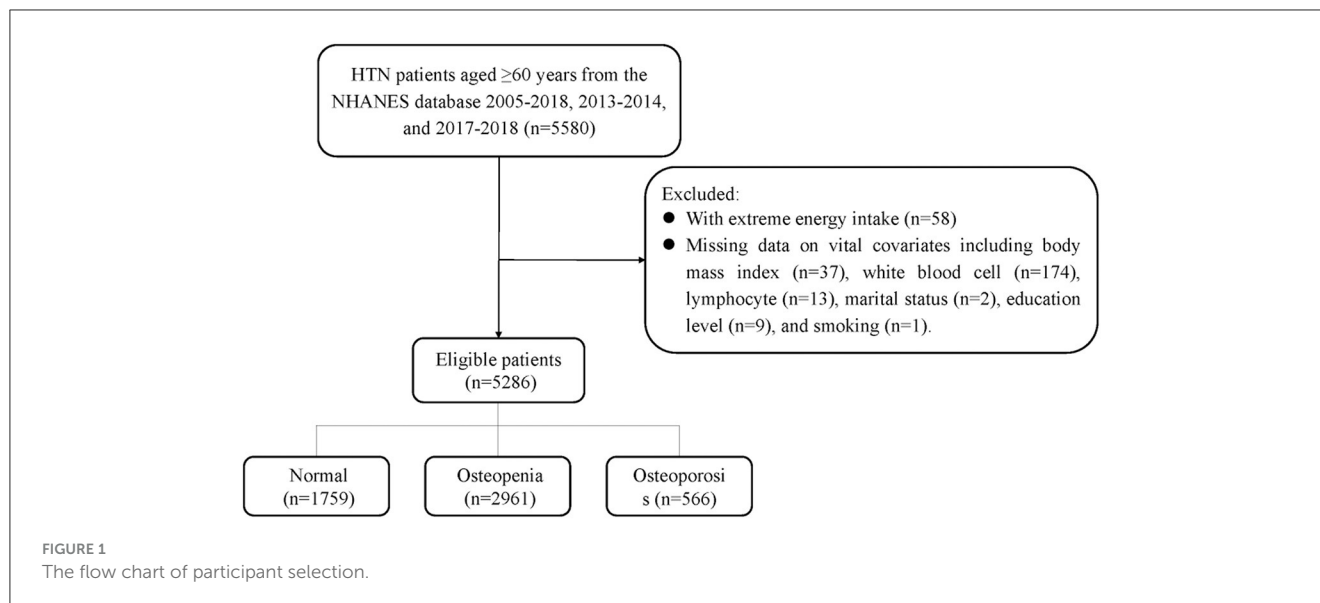 HTN patients aged ≥60 years from the
NHANES database 2005-2018, 2013-2014,
and 2017-2018 (n=5580)
Excluded:
● With extreme energy intake (n=58)
● Missing data on vital covariates including body
mass index (n=37), white blood cell (n=174),
lymphocyte (n=13), marital status (n=2), education
level (n=9), and smoking (n=1).
Eligible patients
(n=5286)
Normal
(n=1759)
Osteopenia
(n=2961)
Osteoporosi
s (n=566)
FIGURE 1
The flow chart of participant selection.